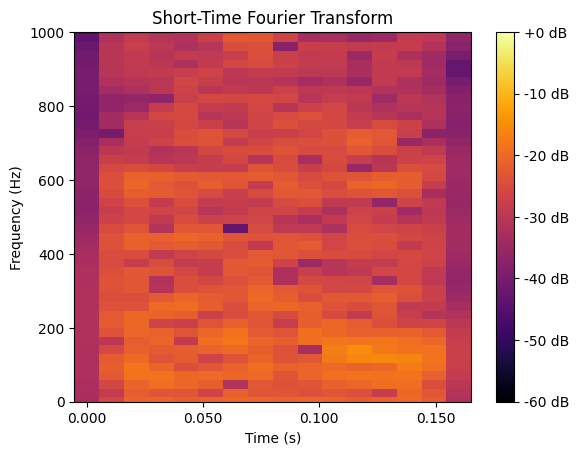 Short-Time Fourier Transform
1000
800
600
400
200
0
Frequency (Hz)
0.000
0.050
0.100
0.150
Time (s)
+0 dB
-10 dB
-20 dB
-30 dB
-40 dB
-50 dB
-60 dB